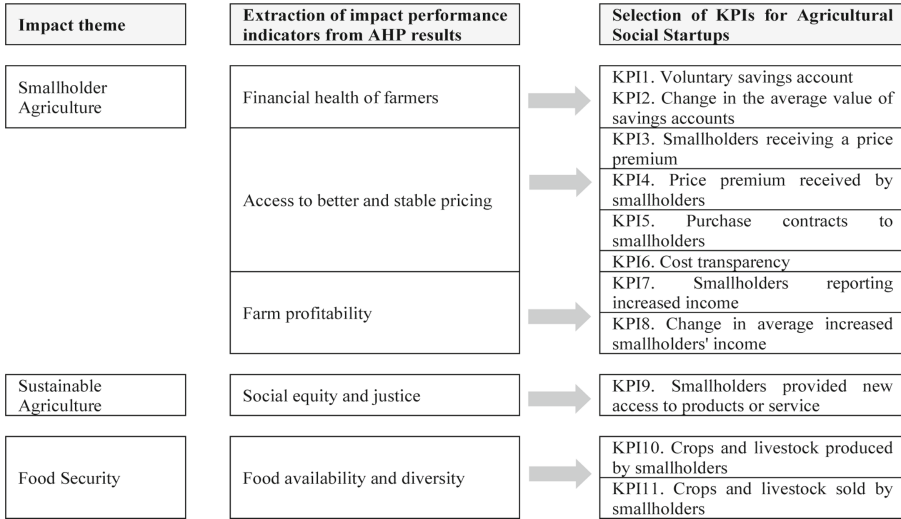 Impact theme
Extraction of impact performance
indicators from AHP results
Selection of KPIs for Agricultural
Social Startups
Smallholder
Agriculture
Financial health of farmers
KPI1. Voluntary savings account
KPI2. Change in the average value of
savings accounts
Access to better and stable pricing
KPI3. Smallholders receiving a price
premium
KPI4. Price premium received by
smallholders
KPI5. Purchase contracts to
smallholders
KPI6. Cost transparency
Farm profitability
KPI7. Smallholders reporting
increased income
KPI8. Change in average increased
smallholders' income
Sustainable
Agriculture
Social equity and justice
KPI9. Smallholders provided new
access to products or service
Food Security
Food availability and diversity
KPI10. Crops and livestock produced
by smallholders
KPI11. Crops and livestock sold by
smallholders